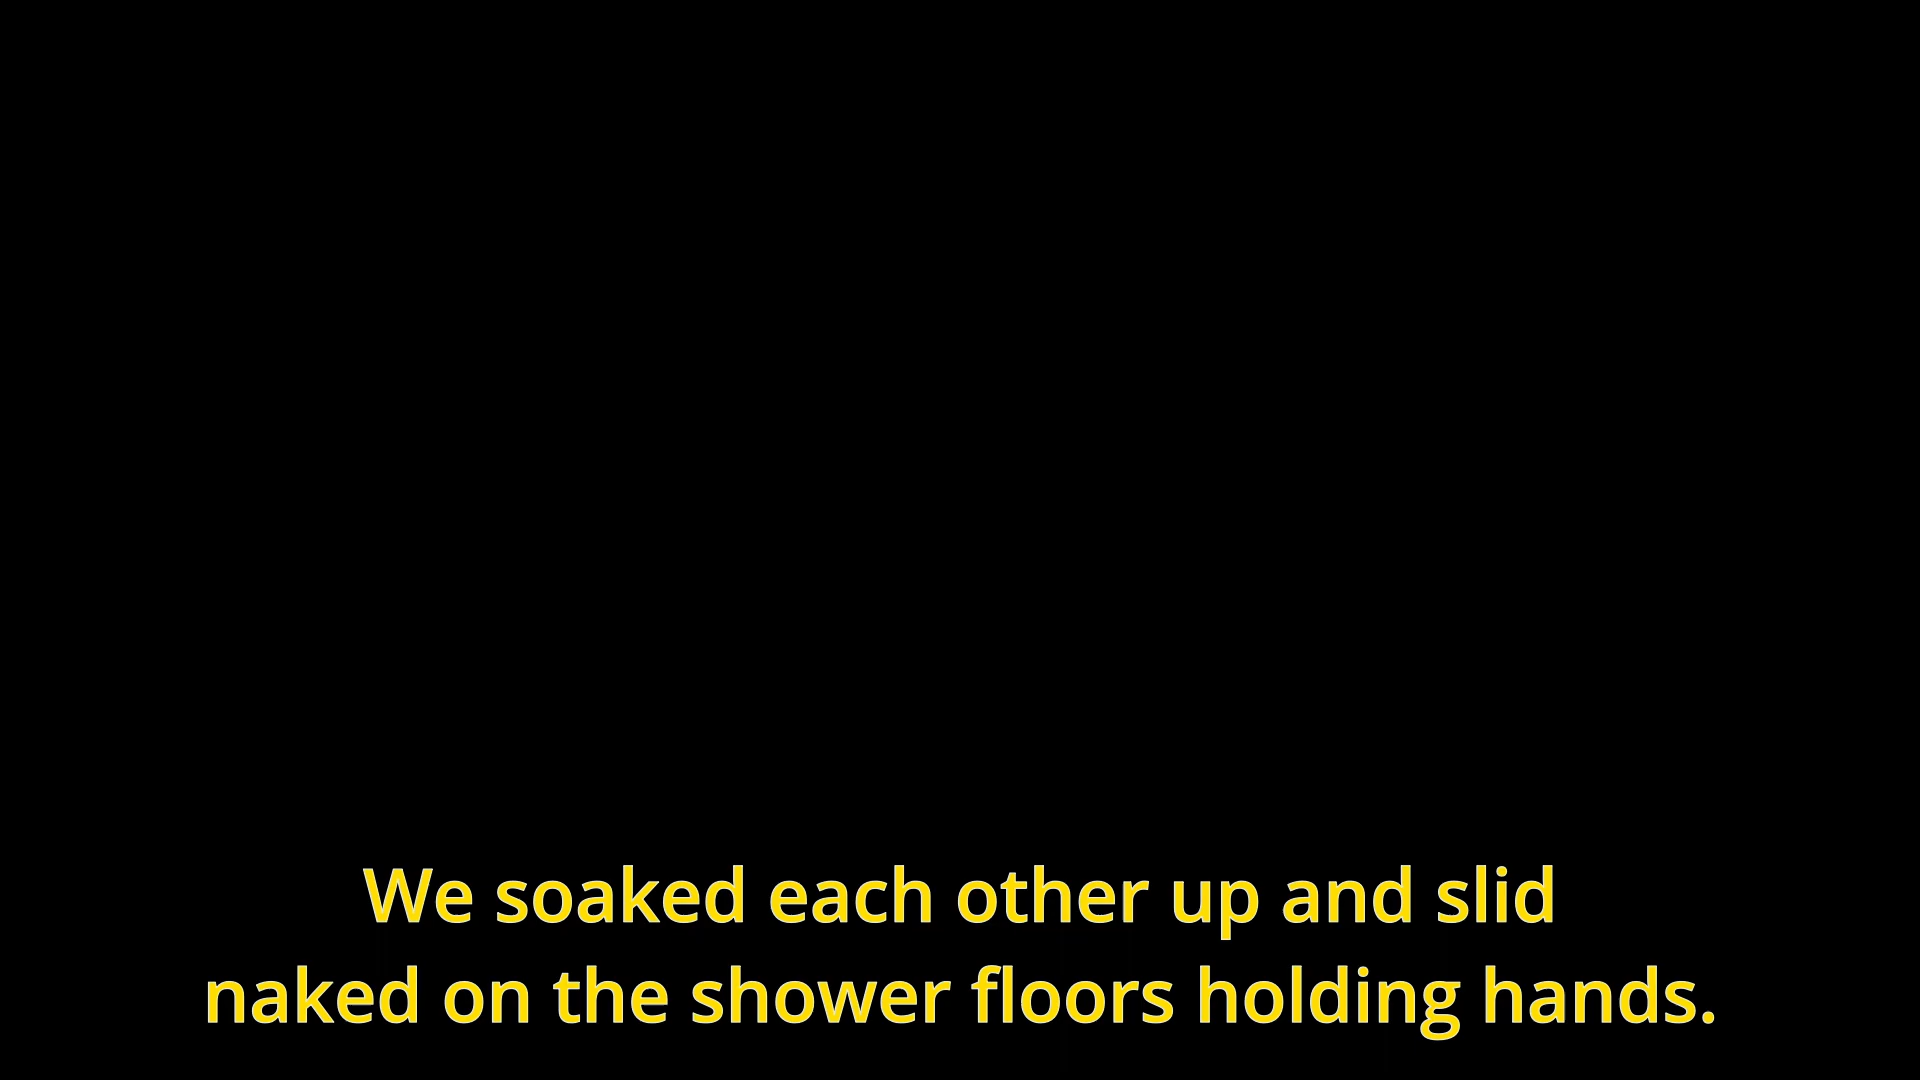 We soaked each other up and slid
naked on the shower floors holding hands.